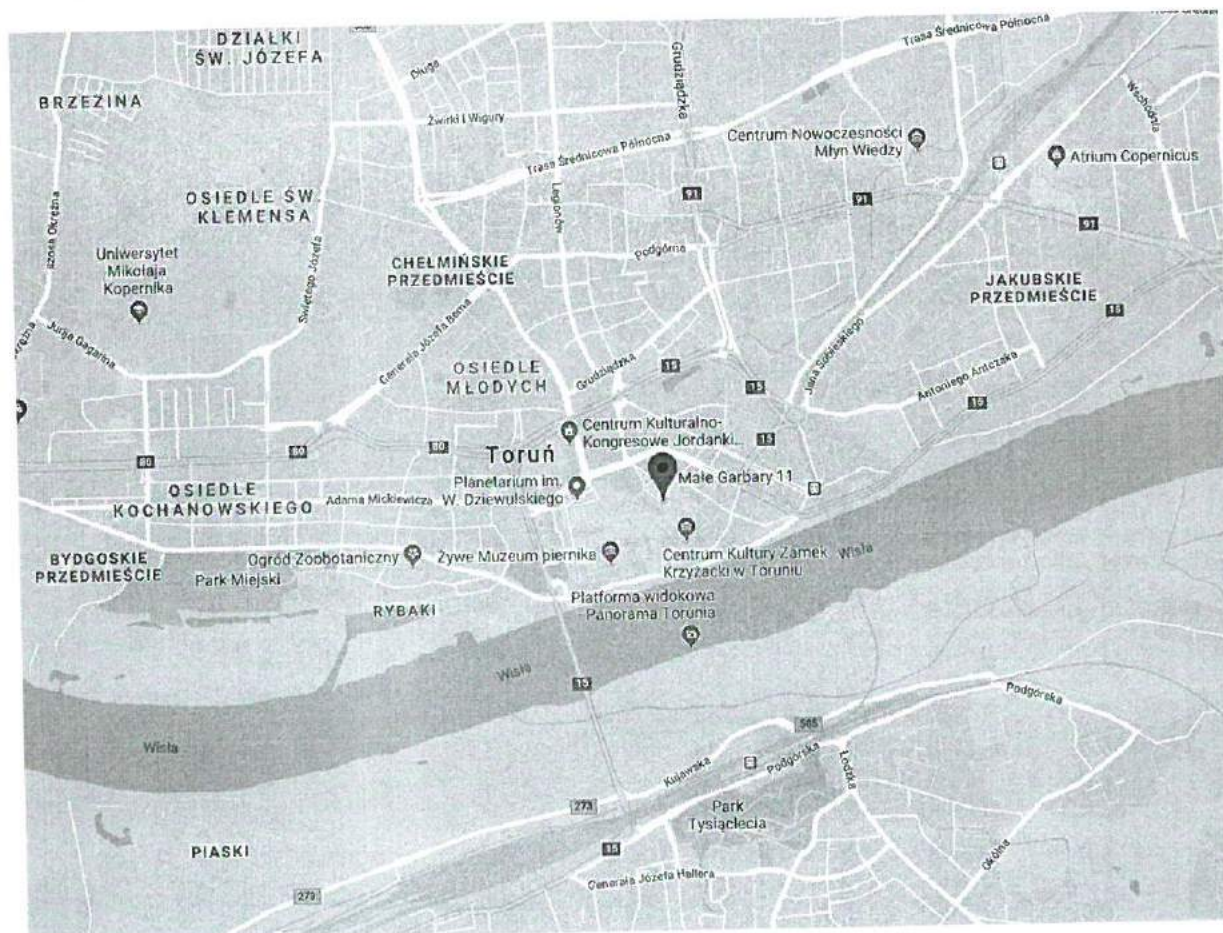 DZIAŁKI
ŚW. JÓZEFA
BRZEZINA
Długa
Żwirki i Wigury
Grudziądzka
Trasa Średnicowa Północna
Trasa Średnicowa Północna
Wschodnia
Centrum Nowoczesności
Młyn Wiedzy
Atrium Copernicus
OSIEDLE ŚW.
KLEMENSA
Legionów
91
91
91
Uniwersytet
Mikołaja
Kopernika
Świętego Józefa
CHEŁMIŃSKIE
PRZEDMIEŚCIE
Podgórna
JAKUBSKIE
PRZEDMIEŚCIE
15
Jurija Gagarina
Generała Józefa Bema
OSIEDLE
MŁODYCH
Grudziądzka
15
15
Jana Sobieskiego
Antoniego Antczaka
15
Centrum Kulturalno-
Kongresowe Jordanki...
15
80
80
80
Toruń
Planetarium im.
W. Dziewulskiego
Małe Garbary 11
OSIEDLE
KOCHANOWSKIEGO
Adama Mickiewicza
BYDGOSKIE
PRZEDMIEŚCIE
Park Miejski
Ogród Zoobotaniczny
Żywe Muzeum piernika
Centrum Kultury Zamek
Krzyżacki w Toruniu
Wisła
RYBAKI
Platforma widokowa
- Panorama Torunia
Wisła
15
Wisła
Podgórska
585
Kujawska
Podgórska
Łódzka
273
Park
Tysiąclecia
PIASKI
15
Okólna
Generała Józefa Hallera
273